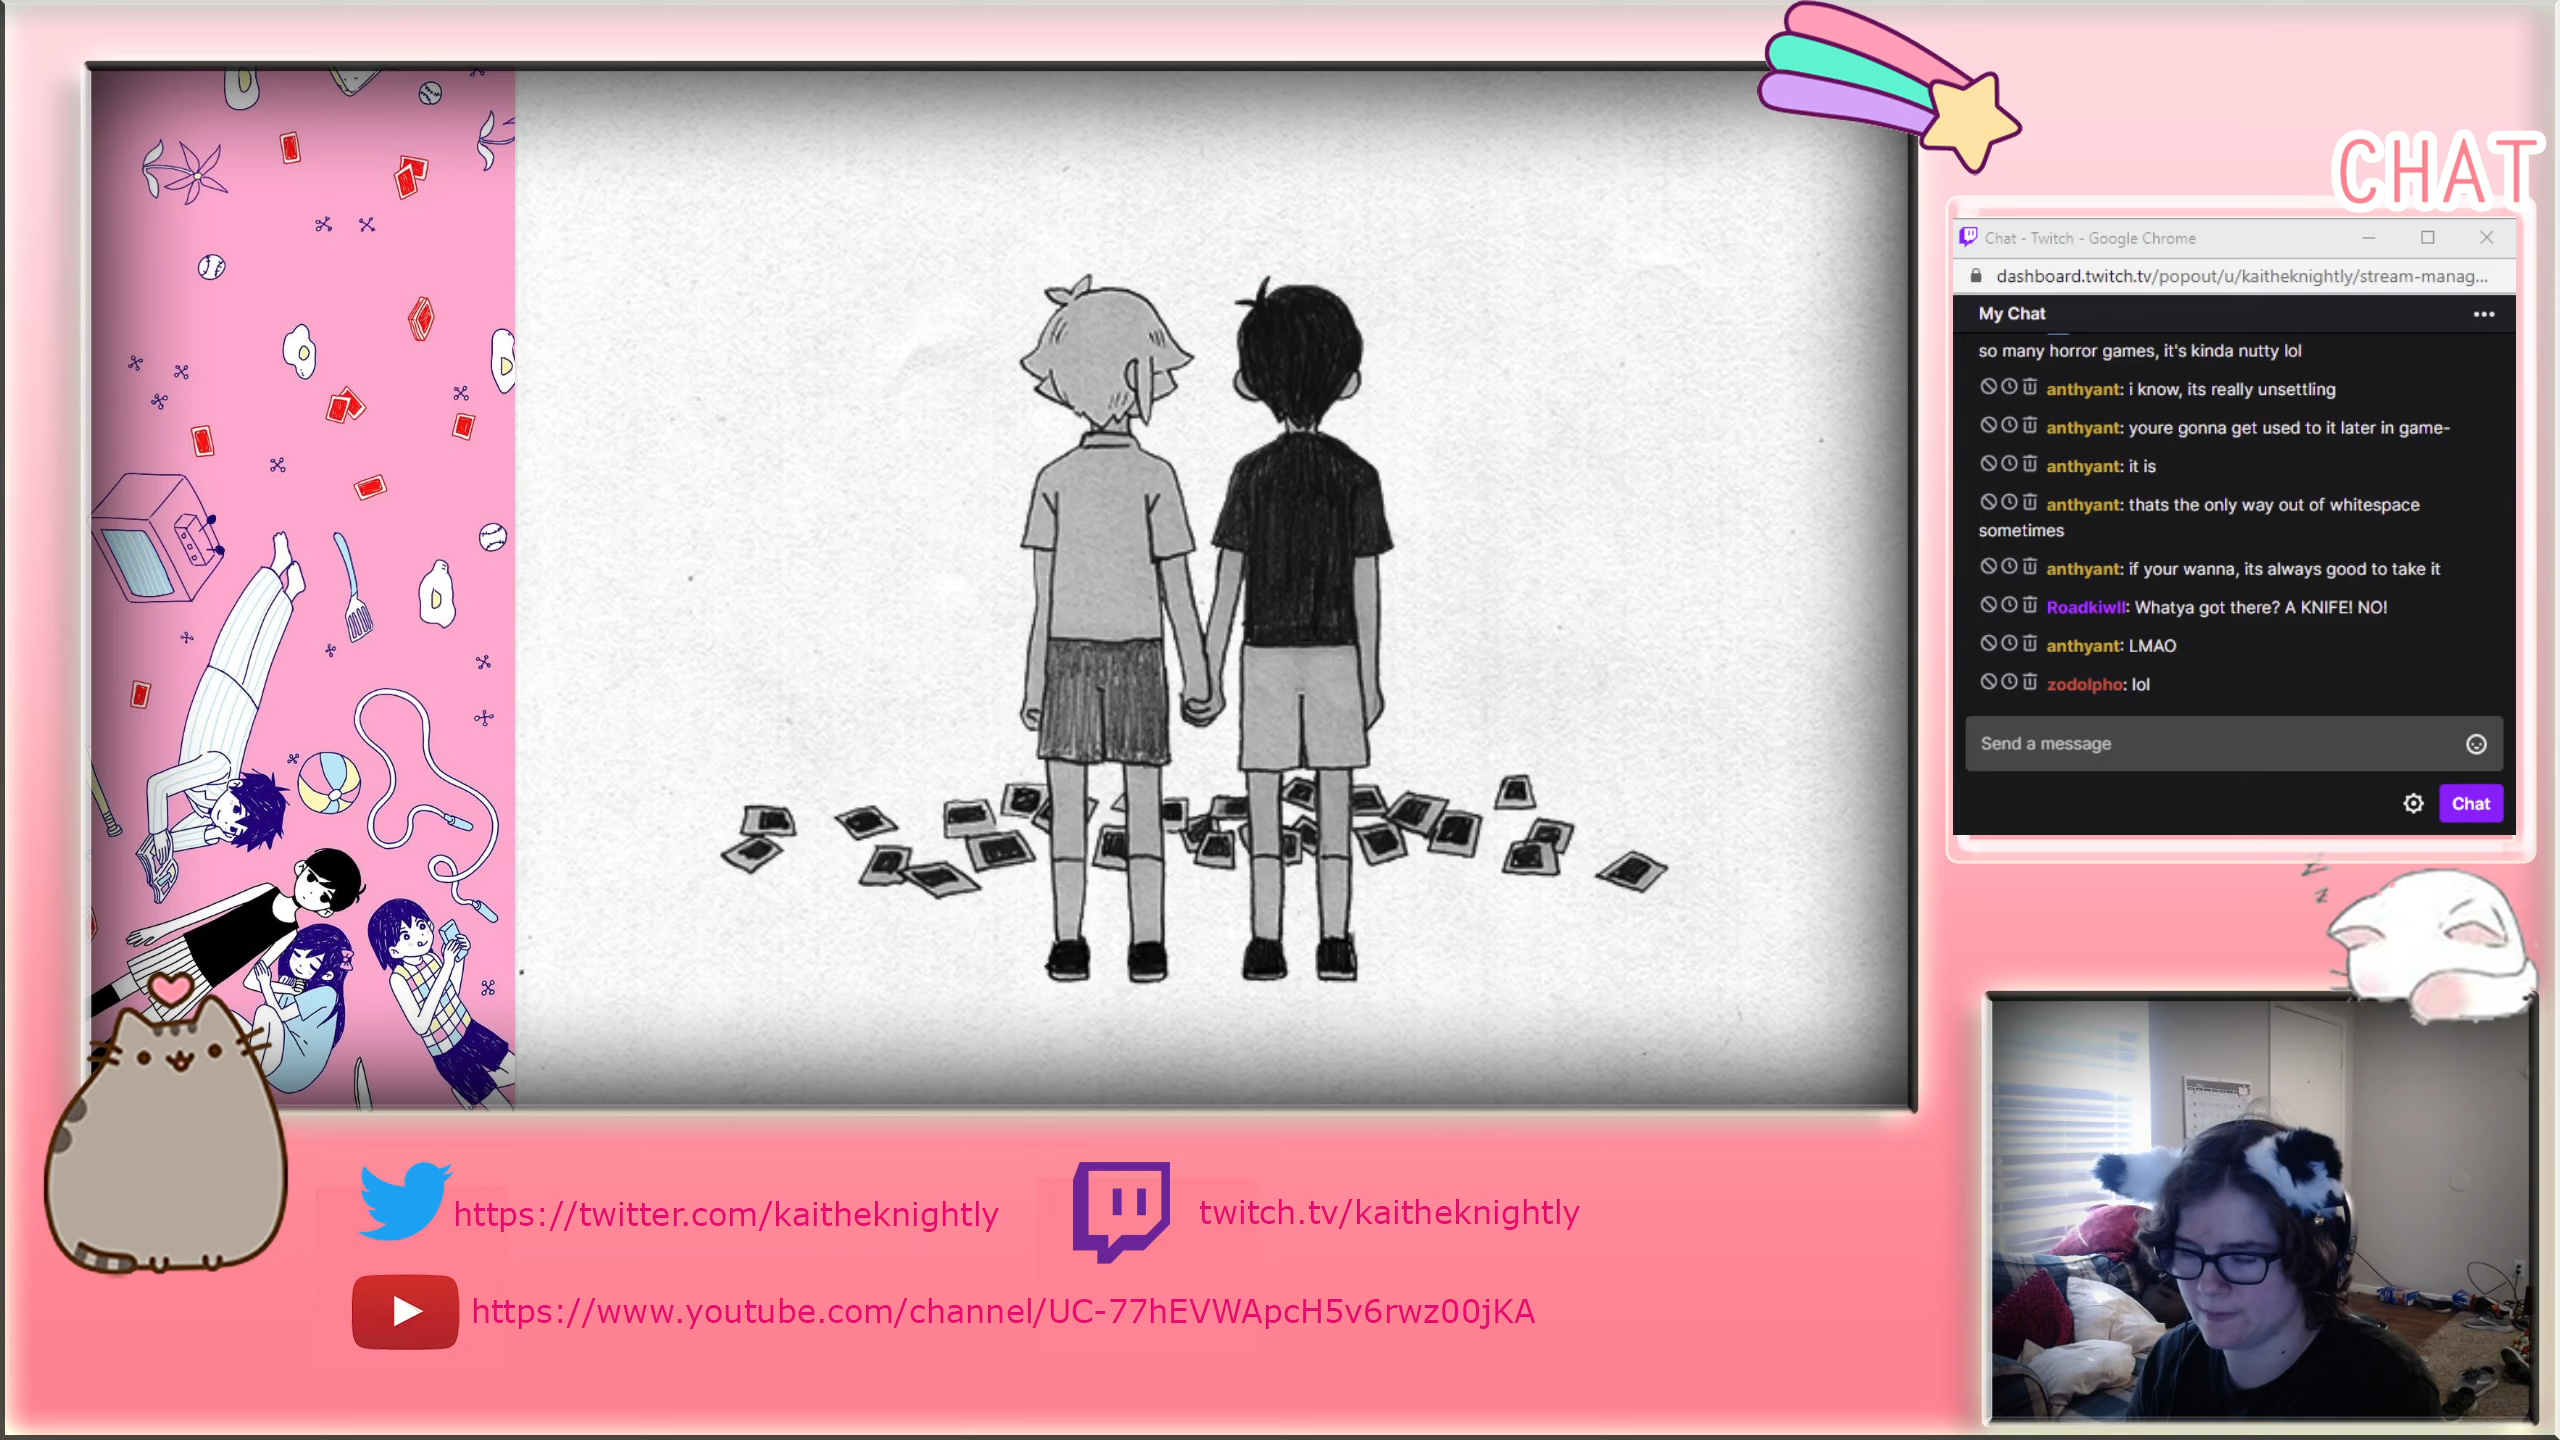 CHAT
Chat - Twitch - Google Chrome
dashboard.twitch.tv/popout/u/kaitheknightly/stream-manag...
My Chat
so many horror games, it's kinda nutty lol
anthyant: i know, its really unsettling
anthyant: youre gonna get used to it later in game-
anthyant: it is
anthyant: thats the only way out of whitespace
sometimes
anthyant: if your wanna, its always good to take it
Roadkiwll: Whatya got there? A KNIFE! NO!
anthyant: LMAO
zodolpho: lol
Send a message
Chat
z
z
https://twitter.com/kaitheknightly
twitch.tv/kaitheknightly
https://www.youtube.com/channel/UC-77hEVWApcH5v6rwz00jKA